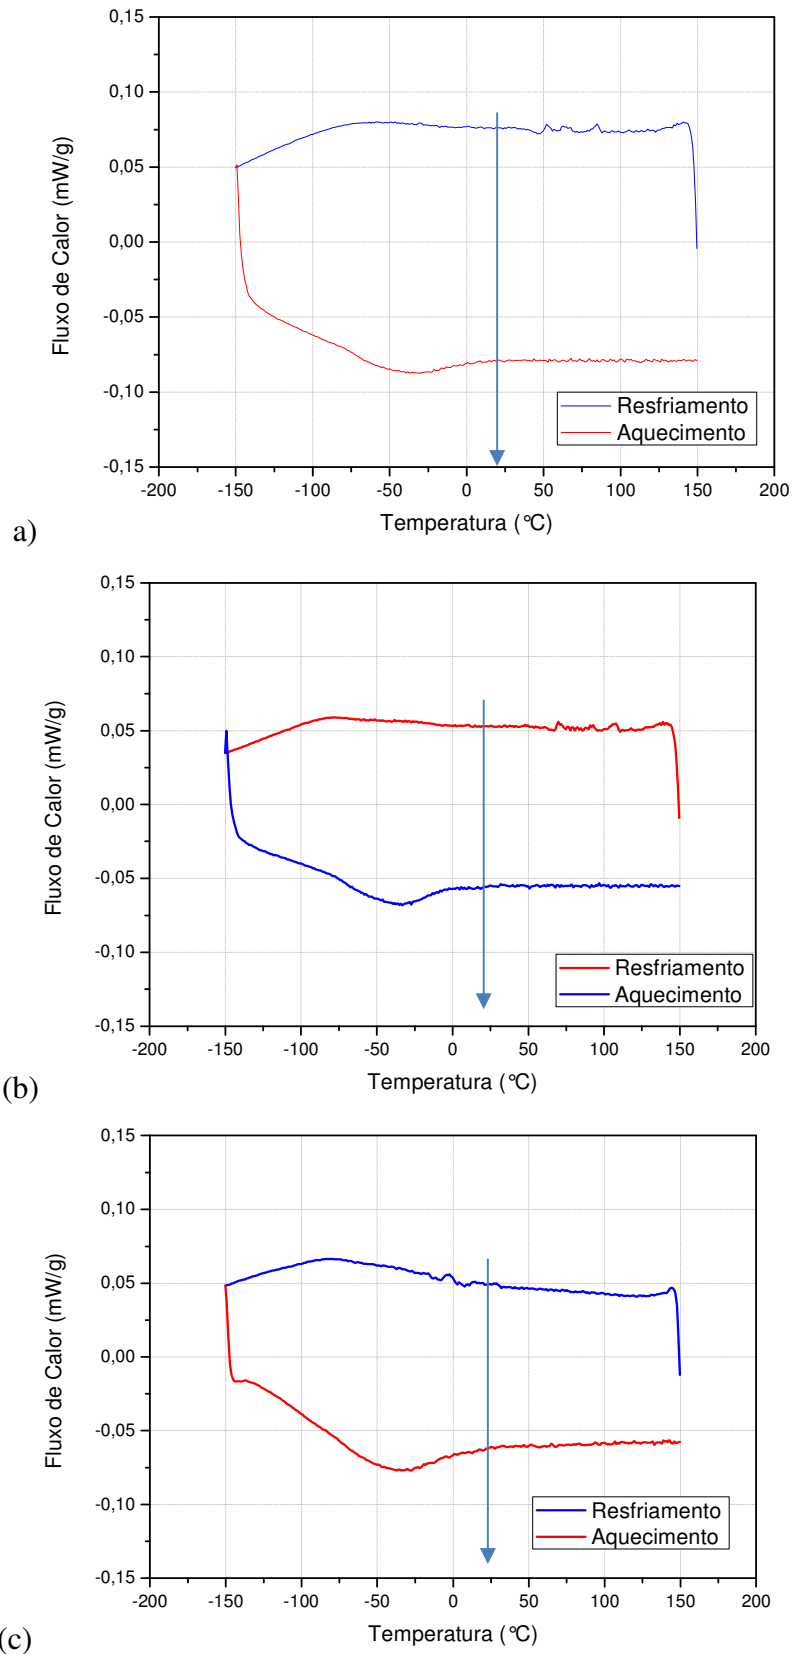 0,15
0,10
0,05
0,00
-0,05
-0,10
-0,15
Fluxo de Calor (mW/g)
Resfriamento
Aquecimento
-200 -150 -100 -50 0 50 100 150 200
Temperatura (°C)
a)
0,15
0,10
0,05
0,00
-0,05
-0,10
-0,15
Fluxo de Calor (mW/g)
Resfriamento
Aquecimento
-200 -150 -100 -50 0 50 100 150 200
Temperatura (°C)
(b)
0,15
0,10
0,05
0,00
-0,05
-0,10
-0,15
Fluxo de Calor (mW/g)
Resfriamento
Aquecimento
-200 -150 -100 -50 0 50 100 150 200
Temperatura (°C)
(c)